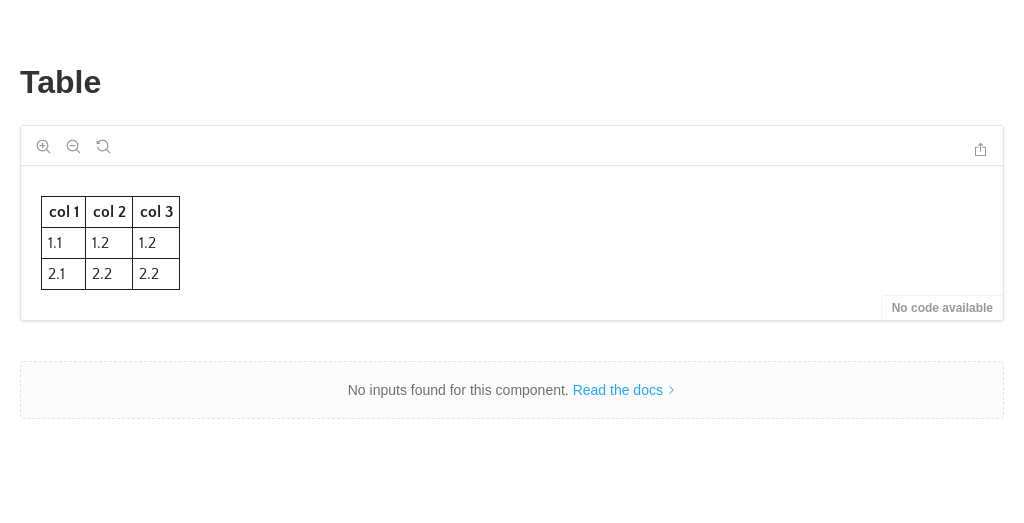 Table
col 1 col 2 col 3
1.1 1.2 1.2
2.1 2.2 2.2
No code available
No inputs found for this component. Read the docs